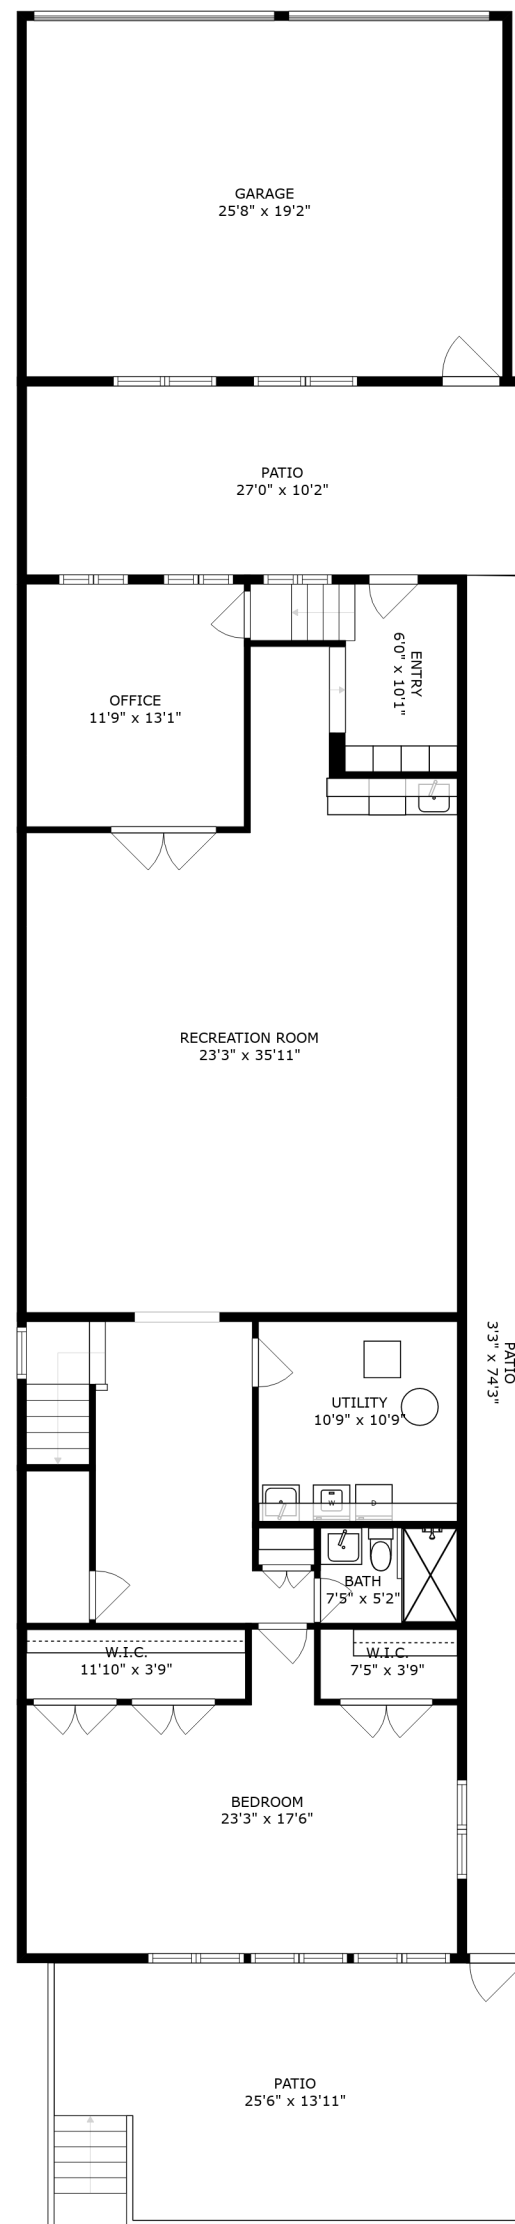 GARAGE
25'8" x 19'2"
PATIO
27'0" x 10'2"
ENTRY
6'0" x 10'1"
OFFICE
11'9" x 13'1"
RECREATION ROOM
23'3" x 35'11"
PATIO
3'3" x 74'3"
UTILITY
10'9" x 10'9"
W
D
BATH
7'5" x 5'2"
W.I.C.
11'10" x 3'9"
W.I.C.
7'5" x 3'9"
BEDROOM
23'3" x 17'6"
PATIO
25'6" x 13'11"